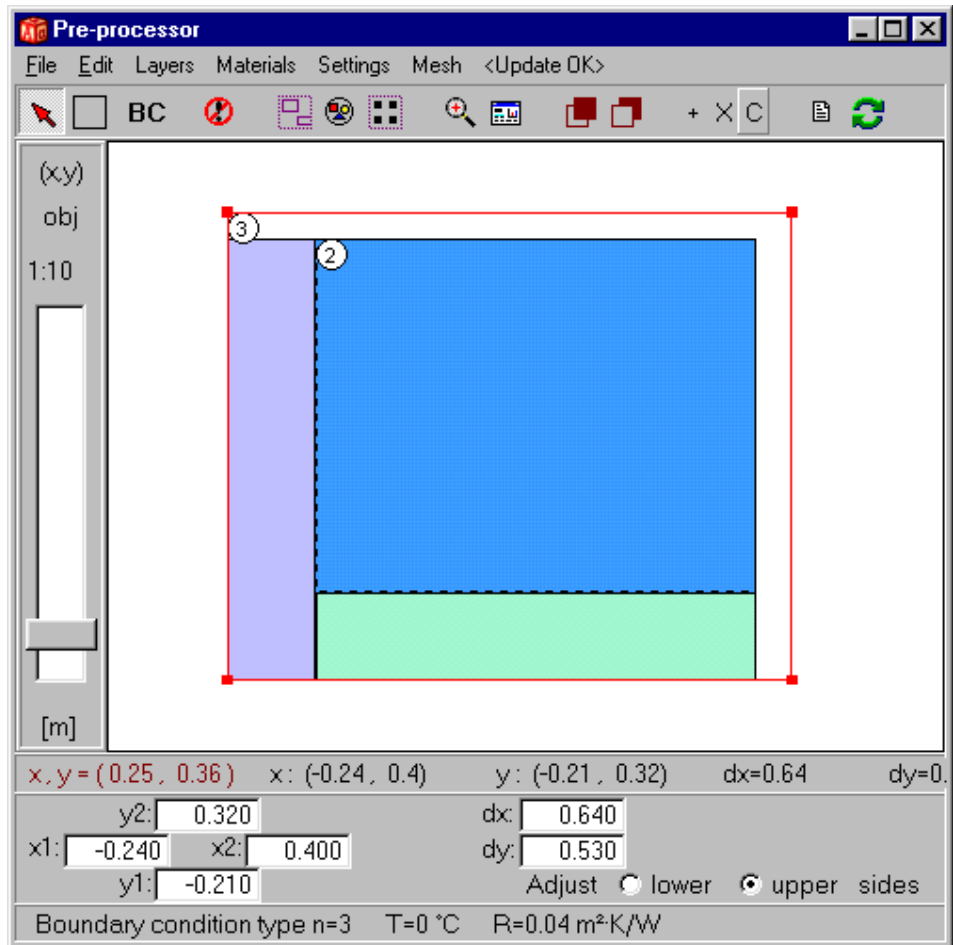 Pre-processor
File Edit Layers Materials Settings Mesh <Update OK>
BC + X C
(x,y)
obj
3
2
1:10
[m]
x, y = ( 0.25 , 0.36 ) x : (-0.24 , 0.4) y : (-0.21 , 0.32) dx=0.64 dy=0.
y2: 0.320 dx: 0.640
x1: -0.240 x2: 0.400 dy: 0.530
y1: -0.210 Adjust lower upper sides
Boundary condition type n=3 T=0 °C R=0.04 m²·K/W